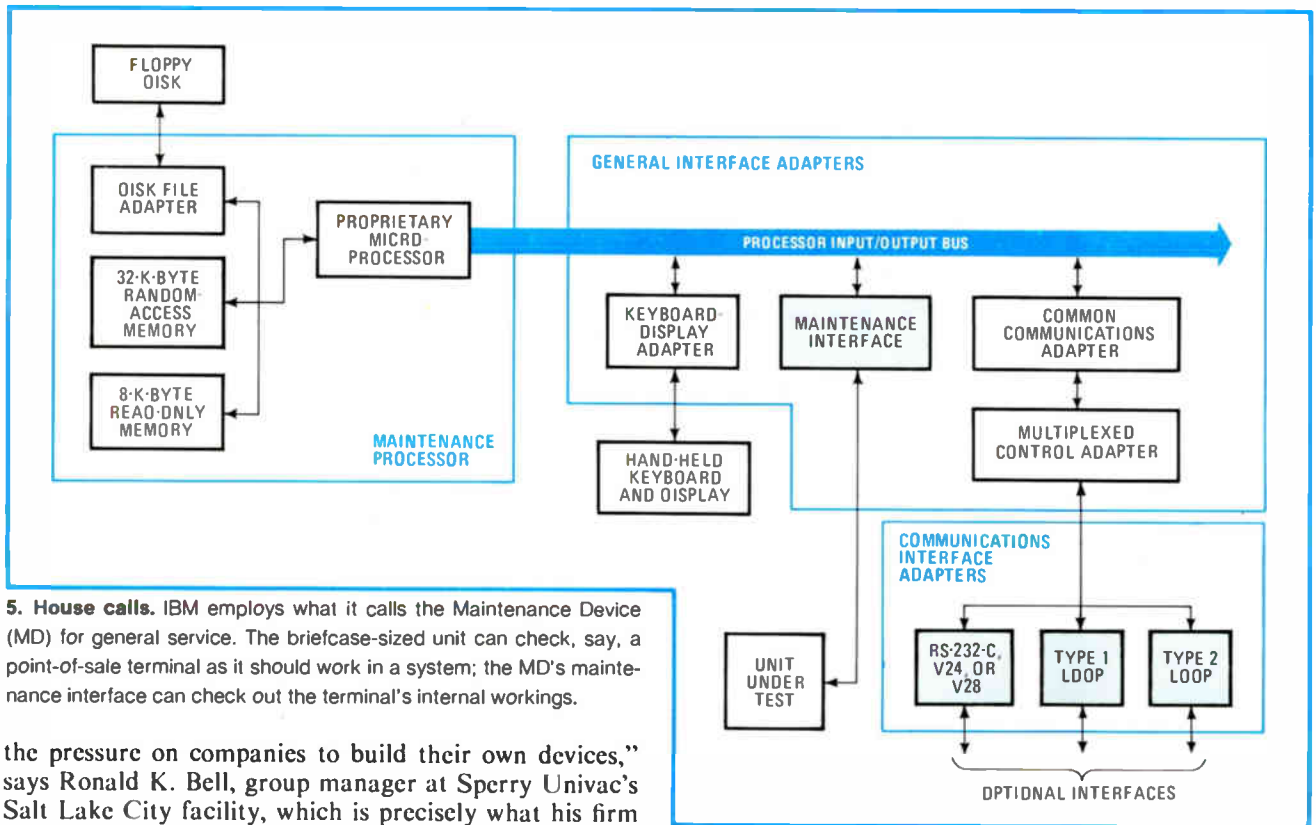 FLOPPY
DISK
DISK FILE
ADAPTER
32-K-BYTE
RANDOM-
ACCESS
MEMORY
8-K-BYTE
READ-ONLY
MEMORY
PROPRIETARY
MICRO-
PROCESSOR
MAINTENANCE
PROCESSOR
GENERAL INTERFACE ADAPTERS
PROCESSOR INPUT/OUTPUT BUS
KEYBOARD-
DISPLAY
ADAPTER
MAINTENANCE
INTERFACE
COMMON
COMMUNICATIONS
ADAPTER
HAND-HELD
KEYBOARD
AND DISPLAY
MULTIPLEXED
CONTROL ADAPTER
COMMUNICATIONS
INTERFACE
ADAPTERS
UNIT
UNDER
TEST
RS-232-C,
V24, OR
V28
TYPE 1
LOOP
TYPE 2
LOOP
OPTIONAL INTERFACES
5. House calls. IBM employs what it calls the Maintenance Device
(MD) for general service. The briefcase-sized unit can check, say, a
point-of-sale terminal as it should work in a system; the MD's mainte-
nance interface can check out the terminal's internal workings.
the pressure on companies to build their own devices,"
says Ronald K. Bell, group manager at Sperry Univac's
Salt Lake City facility, which is precisely what his firm